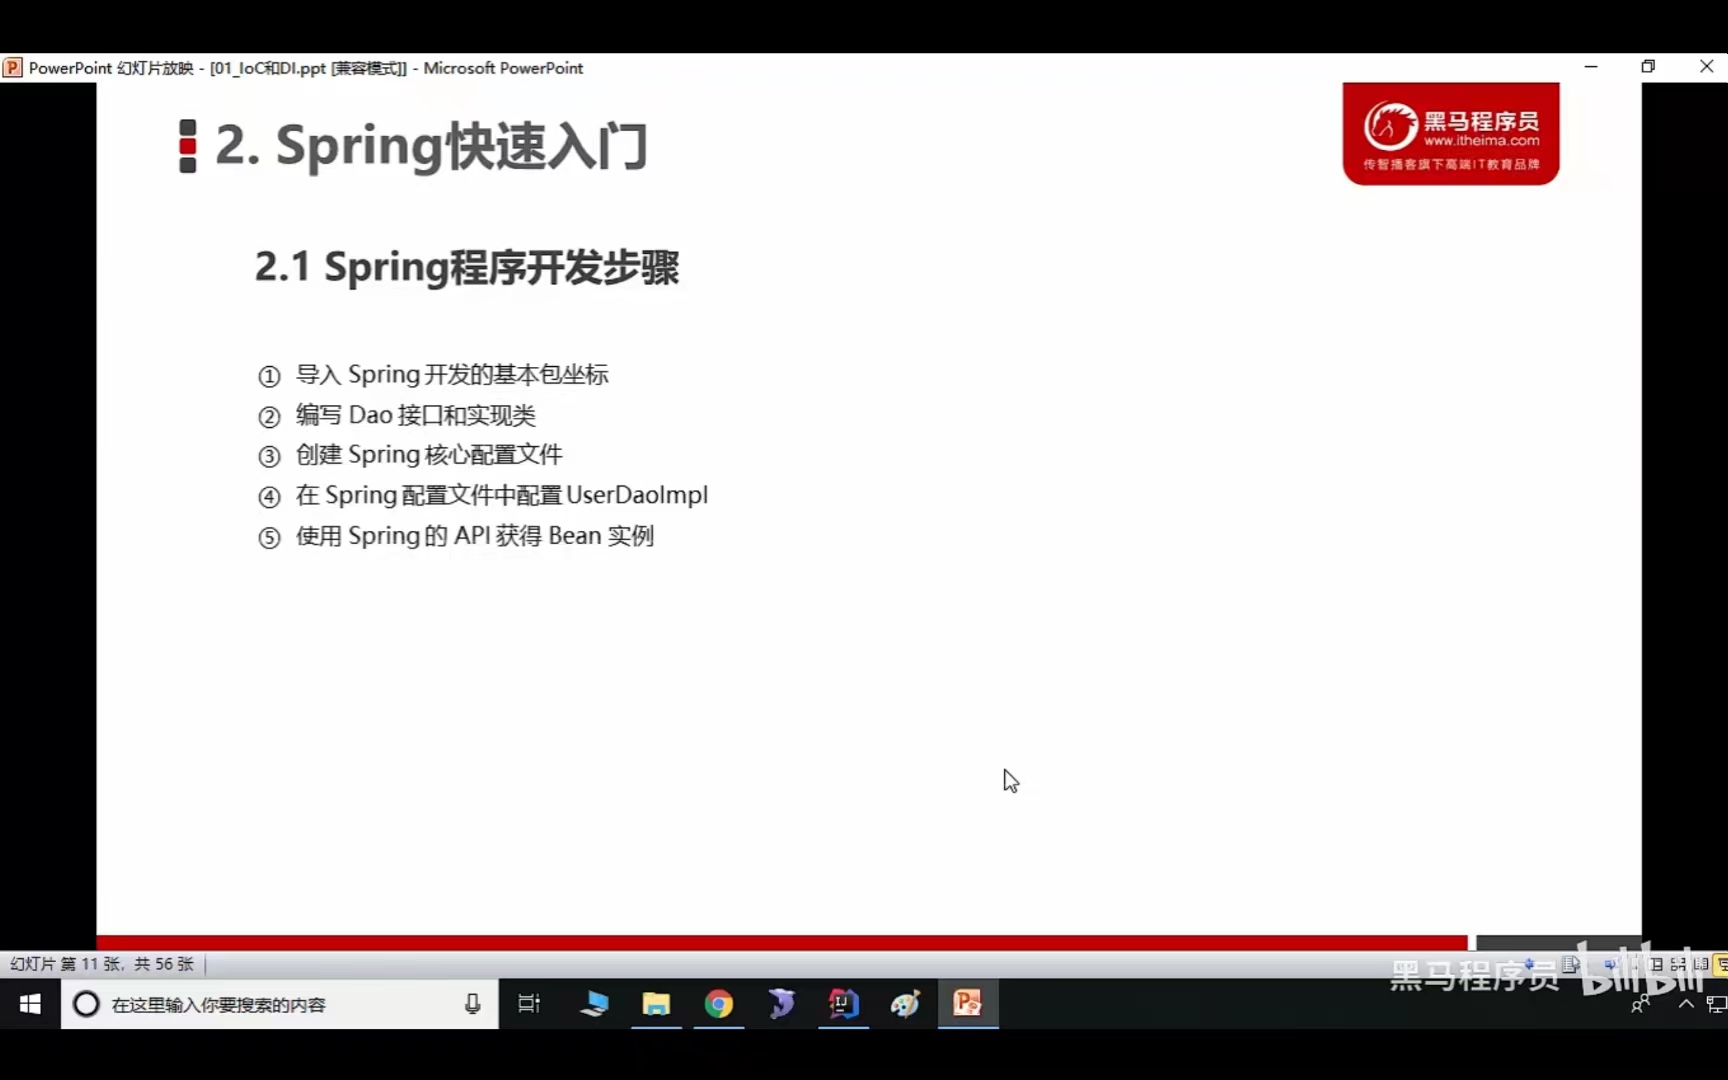 PowerPoint 幻灯片放映 - [01_IoC和DI.ppt [兼容模式]] - Microsoft PowerPoint
2. Spring快速入门
黑马程序员
www.itheima.com
传智播客旗下高端IT教育品牌
2.1 Spring程序开发步骤
① 导入 Spring 开发的基本包坐标
② 编写 Dao 接口和实现类
③ 创建 Spring 核心配置文件
④ 在 Spring 配置文件中配置 UserDaoImpl
⑤ 使用 Spring 的 API 获得 Bean 实例
幻灯片 第 11 张，共 56 张
黑马程序员 bilibili
在这里输入你要搜索的内容